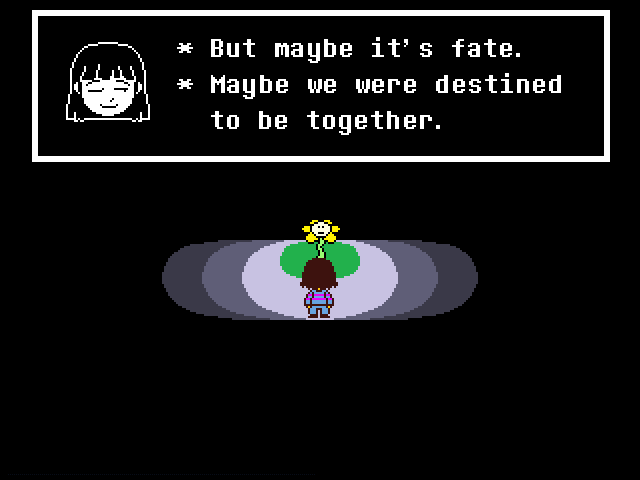 * But maybe it's fate.
* Maybe we were destined
to be together.